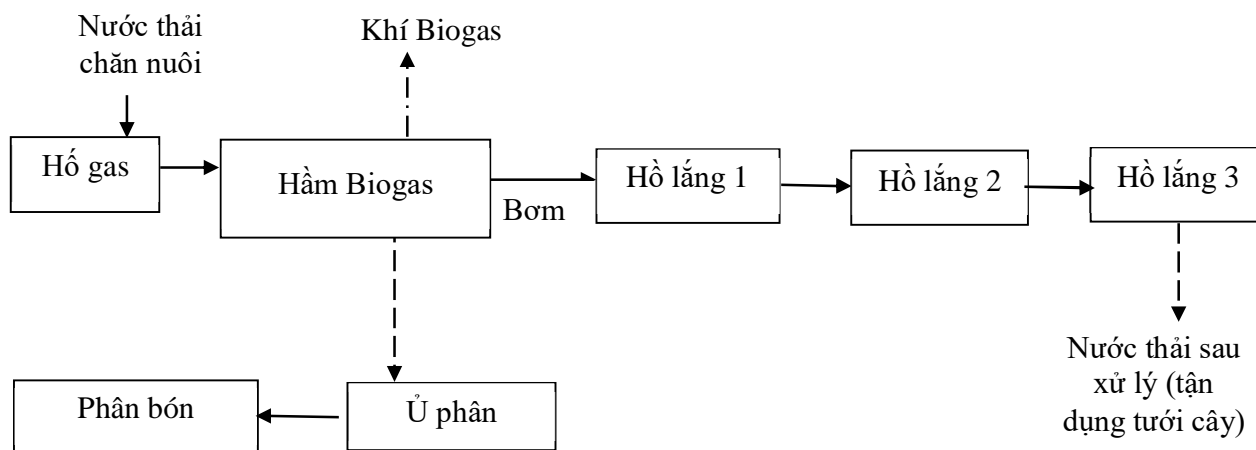 Nước thải
chăn nuôi
Khí Biogas
Hố gas
Hầm Biogas
Bơm
Hồ lắng 1
Hồ lắng 2
Hồ lắng 3
Nước thải sau
xử lý (tận
dụng tưới cây)
Phân bón
Ủ phân